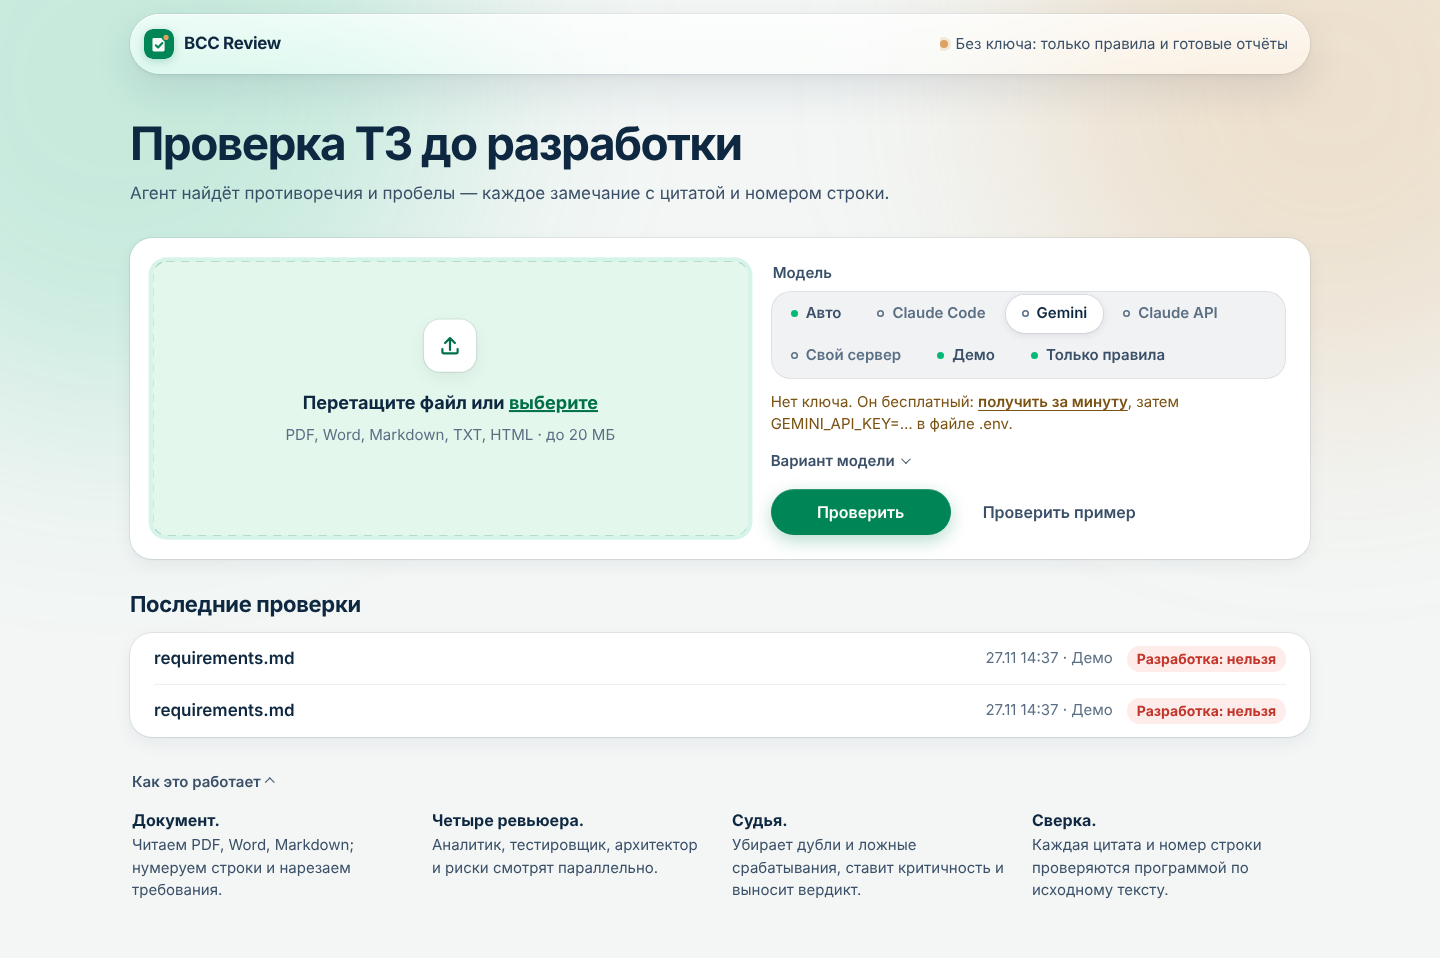 BCC Review
Без ключа: только правила и готовые отчёты
Проверка ТЗ до разработки
Агент найдёт противоречия и пробелы — каждое замечание с цитатой и номером строки.
Перетащите файл или выберите
PDF, Word, Markdown, TXT, HTML · до 20 МБ
Модель
Авто Claude Code Gemini Claude API
Свой сервер Демо Только правила
Нет ключа. Он бесплатный: получить за минуту, затем
GEMINI_API_KEY=... в файле .env.
Вариант модели
Проверить Проверить пример
Последние проверки
requirements.md 27.11 14:37 · Демо Разработка: нельзя
requirements.md 27.11 14:37 · Демо Разработка: нельзя
Как это работает
Документ.
Читаем PDF, Word, Markdown;
нумеруем строки и нарезаем
требования.
Четыре ревьюера.
Аналитик, тестировщик, архитектор
и риски смотрят параллельно.
Судья.
Убирает дубли и ложные
срабатывания, ставит критичность и
выносит вердикт.
Сверка.
Каждая цитата и номер строки
проверяются программой по
исходному тексту.